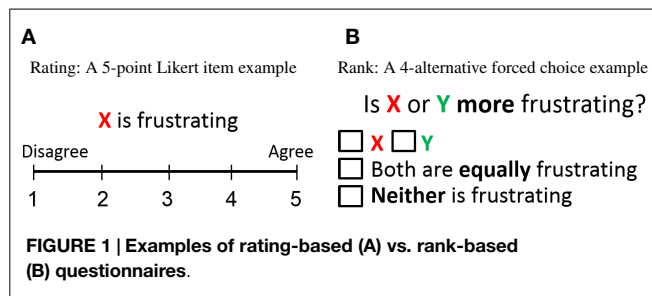 A
Rating: A 5-point Likert item example
X is frustrating
Disagree Agree
1 2 3 4 5
B
Rank: A 4-alternative forced choice example
Is X or Y more frustrating?
X Y
Both are equally frustrating
Neither is frustrating
FIGURE 1 | Examples of rating-based (A) vs. rank-based
(B) questionnaires.